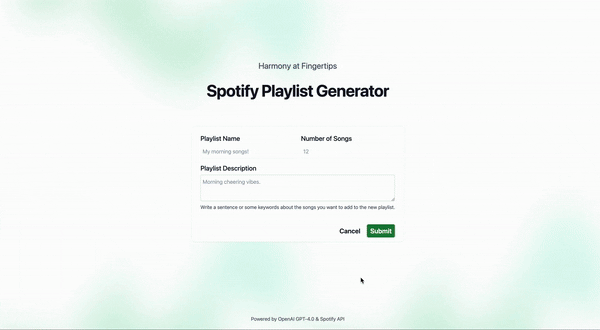 Harmony at Fingertips
Spotify Playlist Generator
Playlist Name
Number of Songs
My morning songs!
12
Playlist Description
Morning cheering vibes.
Write a sentence or some keywords about the songs you want to add to the new playlist.
Cancel
Submit
Powered by OpenAI GPT-4.0 & Spotify API